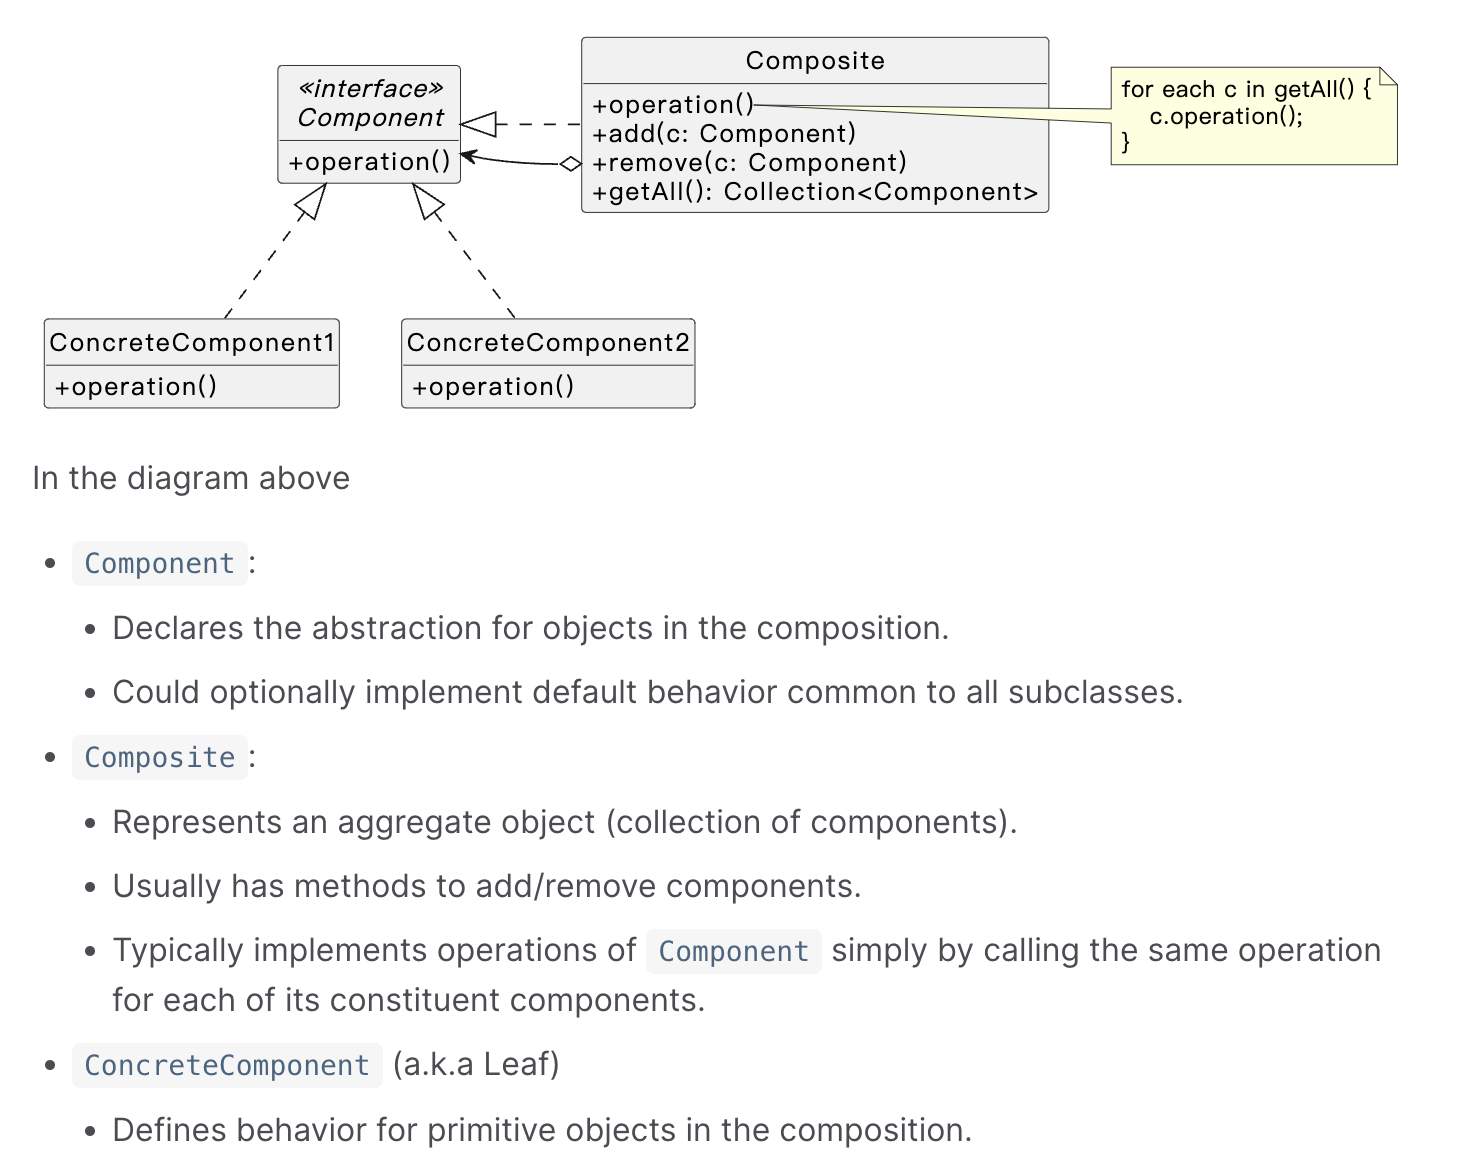 «interface»
Component
+operation()
Composite
+operation()
+add(c: Component)
+remove(c: Component)
+getAll(): Collection<Component>
for each c in getAll() {
c.operation();
}
ConcreteComponent1
+operation()
ConcreteComponent2
+operation()
In the diagram above
• Component:
• Declares the abstraction for objects in the composition.
• Could optionally implement default behavior common to all subclasses.
• Composite:
• Represents an aggregate object (collection of components).
• Usually has methods to add/remove components.
• Typically implements operations of Component simply by calling the same operation
for each of its constituent components.
• ConcreteComponent (a.k.a Leaf)
• Defines behavior for primitive objects in the composition.